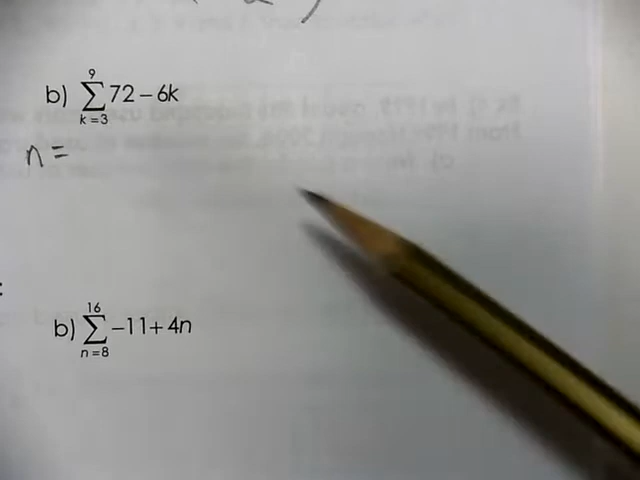 b) 9 ∑ k=3 72 – 6k
n =
b) 16 ∑ n=8 –11 + 4n